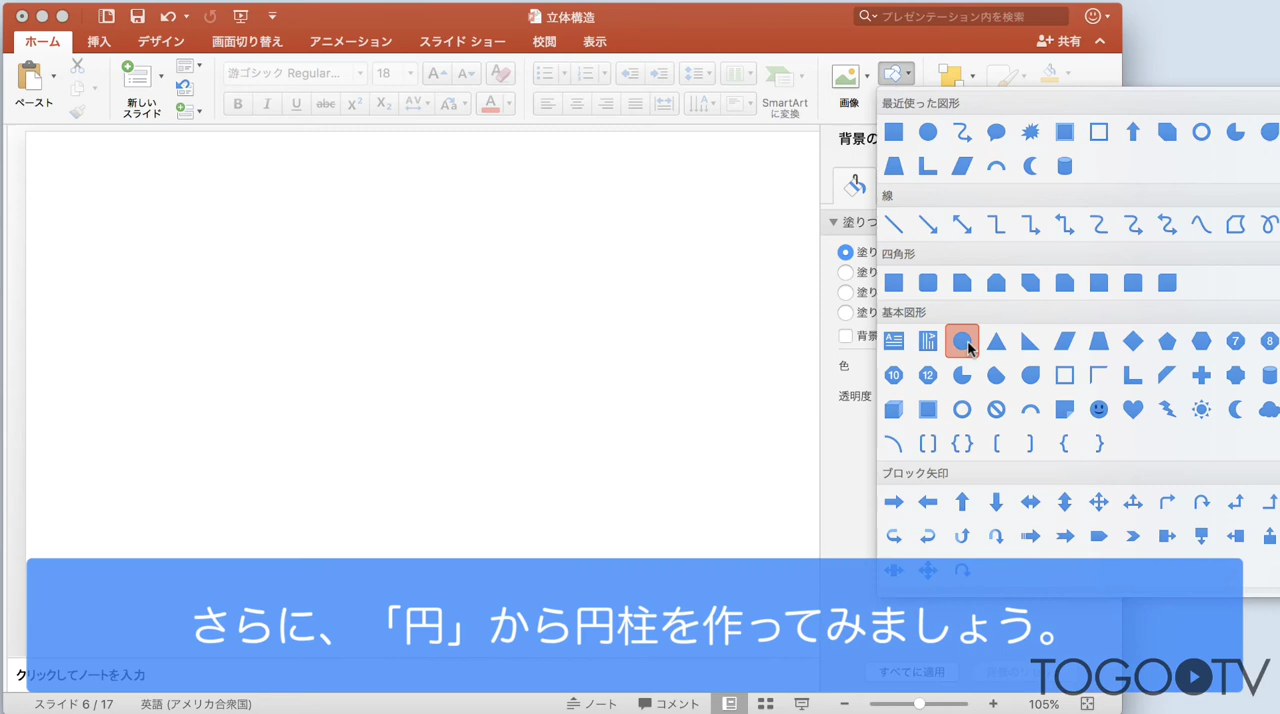 立体構造
プレゼンテーション内を検索
ホーム 挿入 デザイン 画面切り替え アニメーション スライド ショー 校閲 表示 共有
ペースト
新しい
スライド
游ゴシック Regular... 18
B I U abc X² X₂ AV Aa A
SmartArt
に変換
画像
最近使った図形
線
四角形
基本図形
7 8
10 12
ブロック矢印
背景の
塗りつ
塗り
塗り
塗り
塗り
背景
色
透明度
さらに、「円」から円柱を作ってみましょう。
クリックしてノートを入力
すべてに適用
TOGOTV
スライド 6 / 17 英語 (アメリカ合衆国) ノート コメント 105%